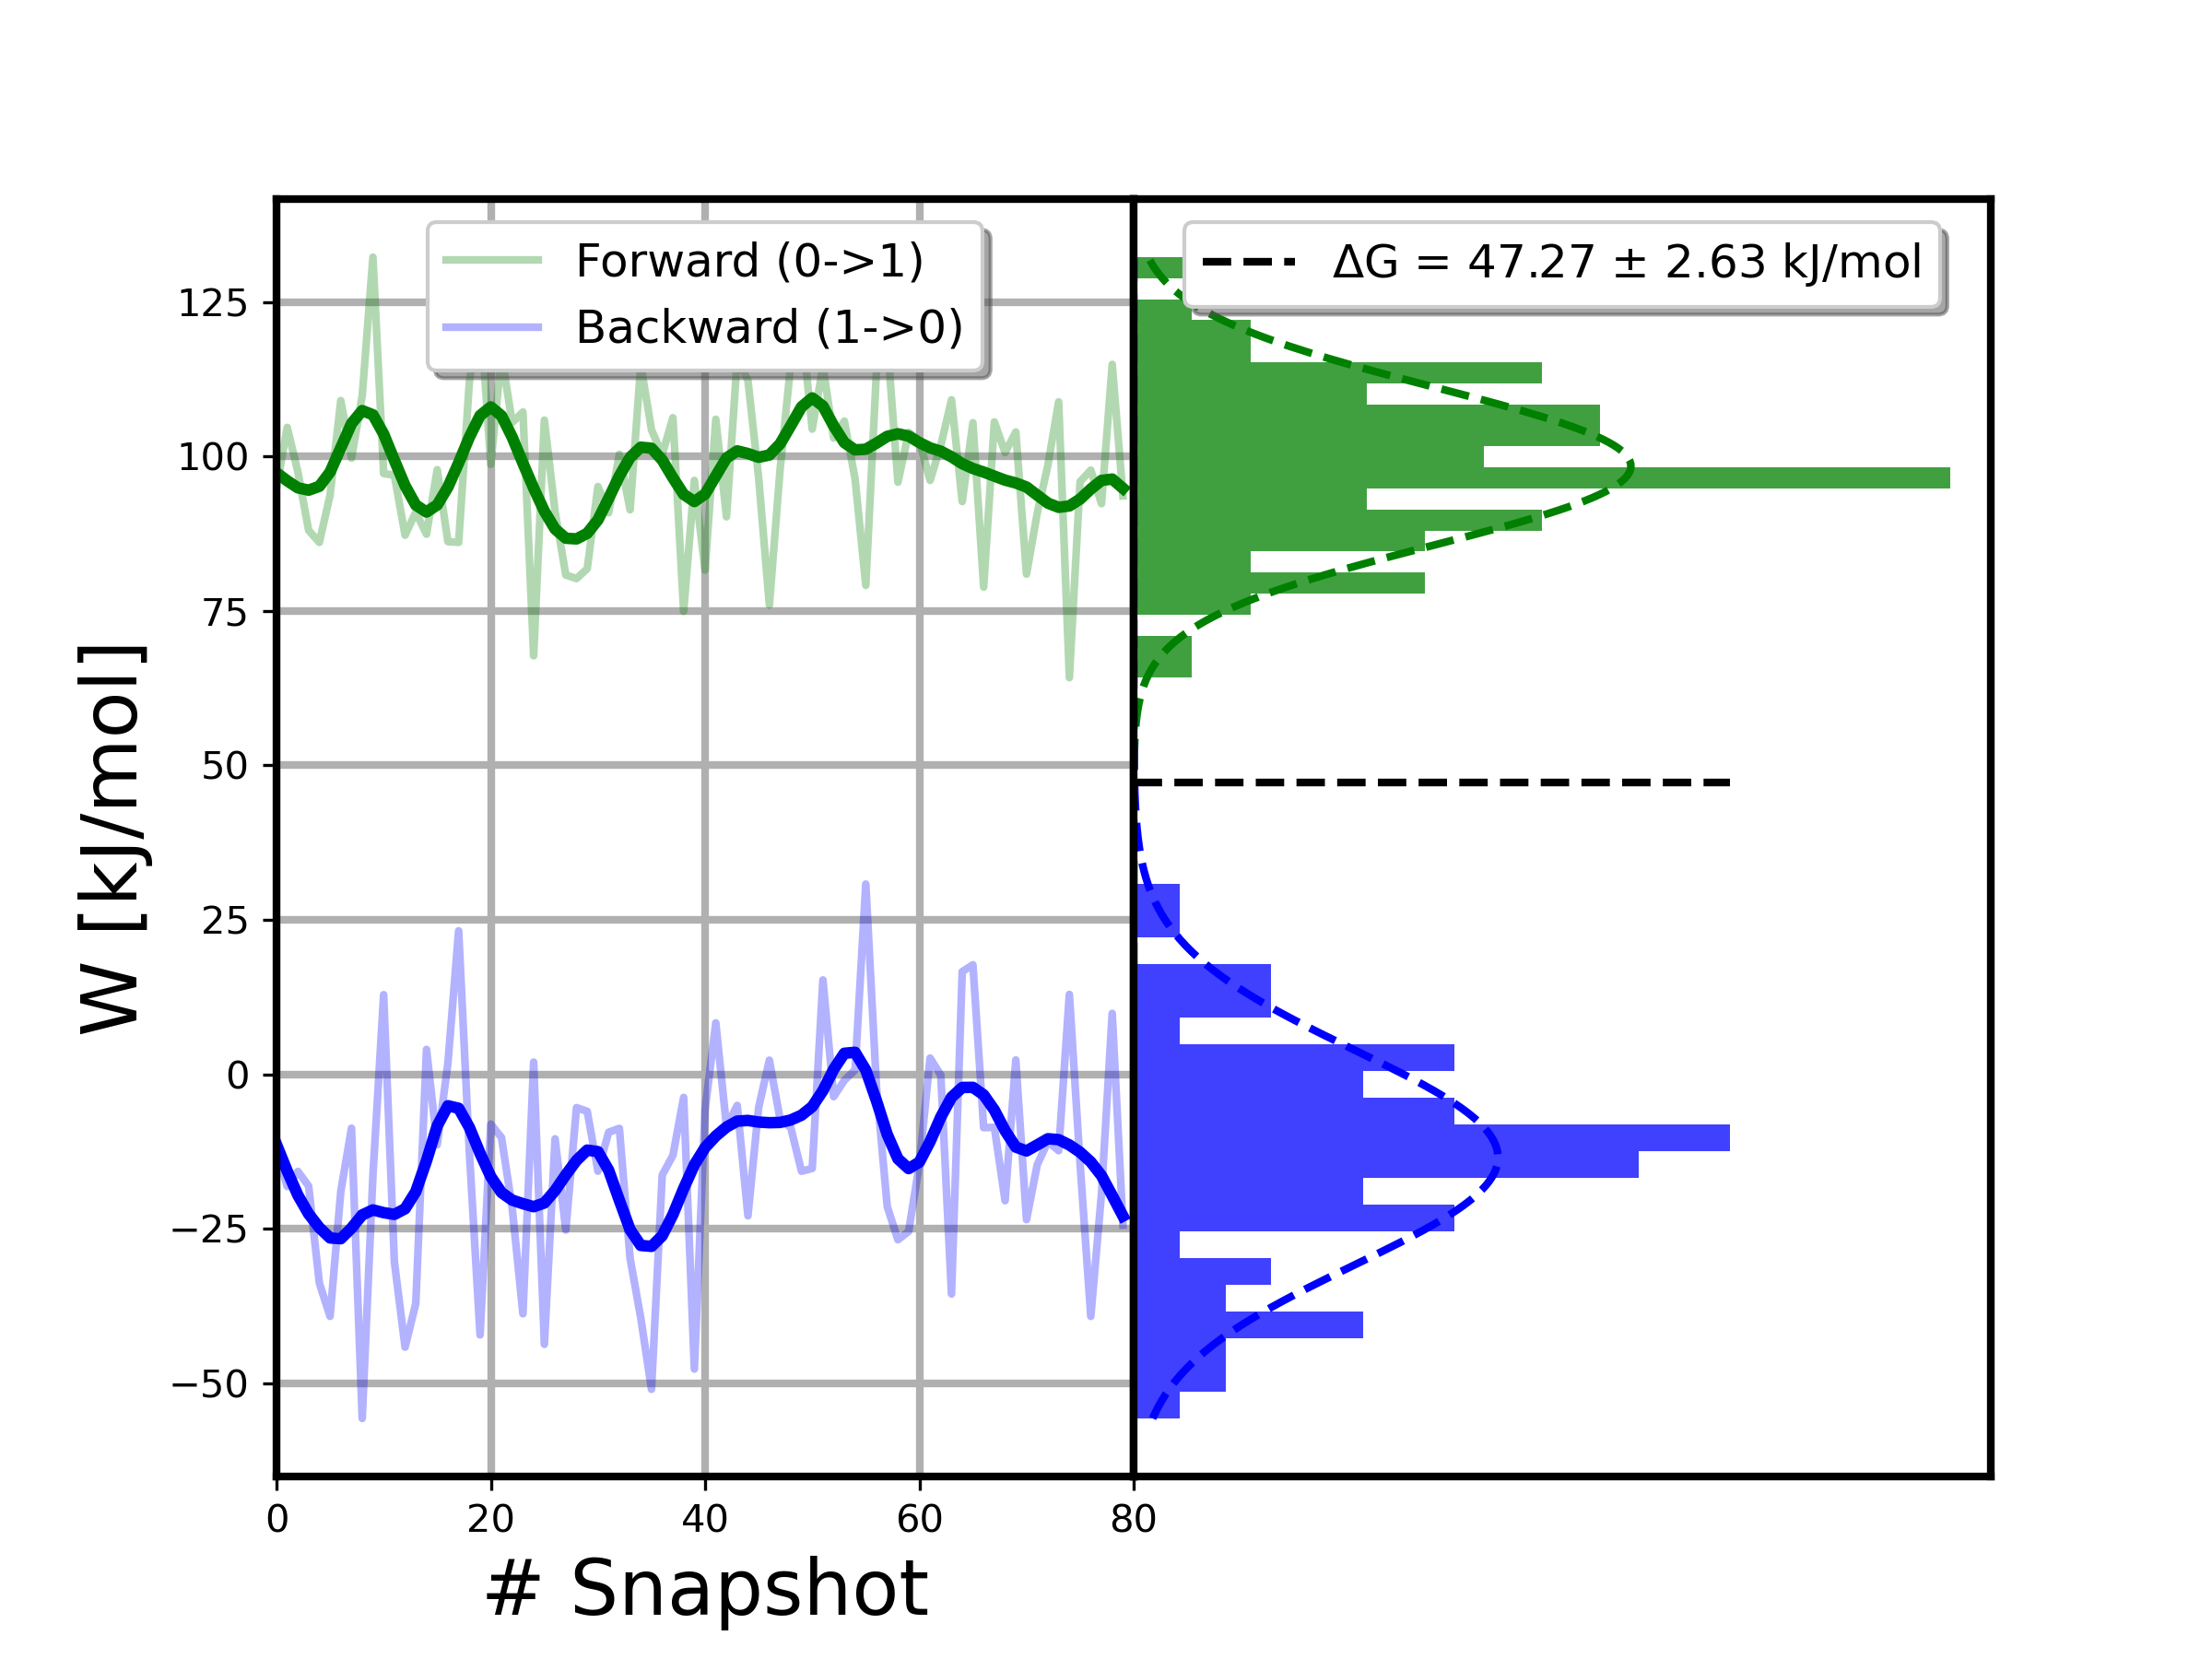 Forward (0->1)
Backward (1->0)
ΔG = 47.27 ± 2.63 kJ/mol
W [kJ/mol]
125
100
75
50
25
0
−25
−50
0 20 40 60 80
# Snapshot